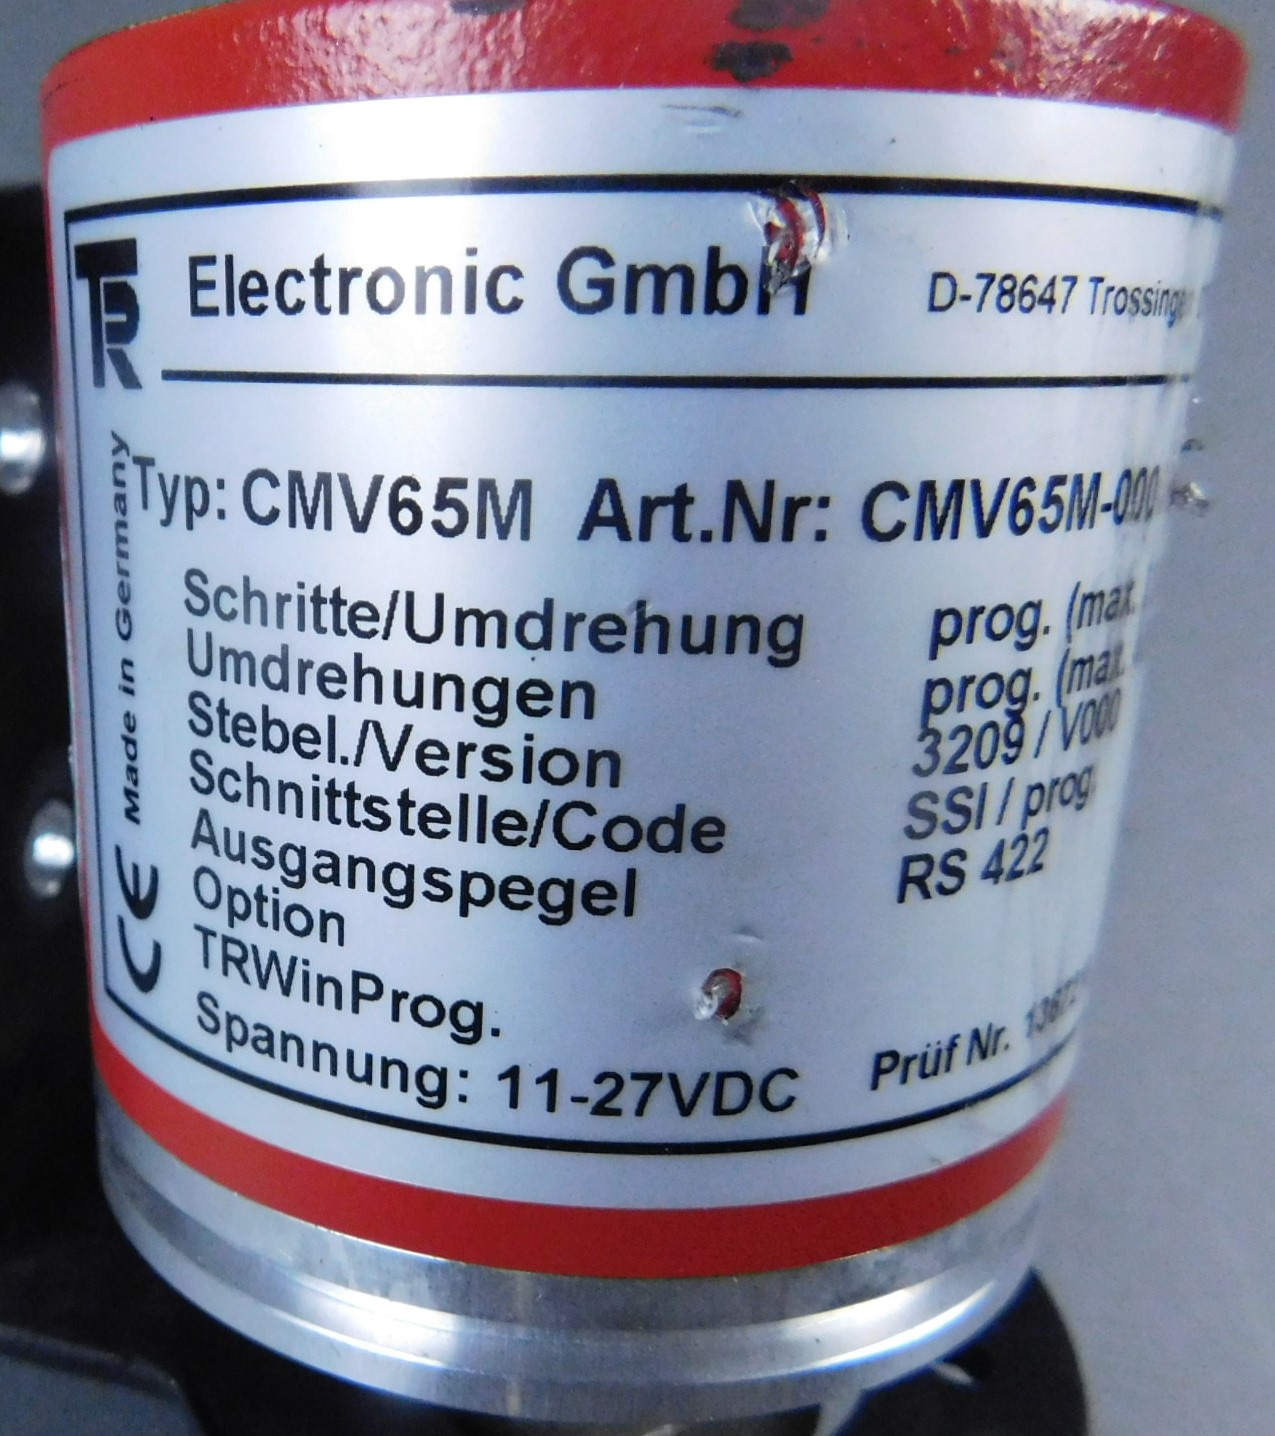 TR Electronic GmbH D-78647 Trossingen
Typ: CMV65M Art.Nr: CMV65M-000
Schritte/Umdrehung prog. (max.
Umdrehungen prog. (max.
Stebel./Version 3209 / V000
Schnittstelle/Code SSI / prog.
Ausgangspegel RS 422
Option
TRWinProg.
Spannung: 11-27VDC Prüf Nr.
Made in Germany
CE